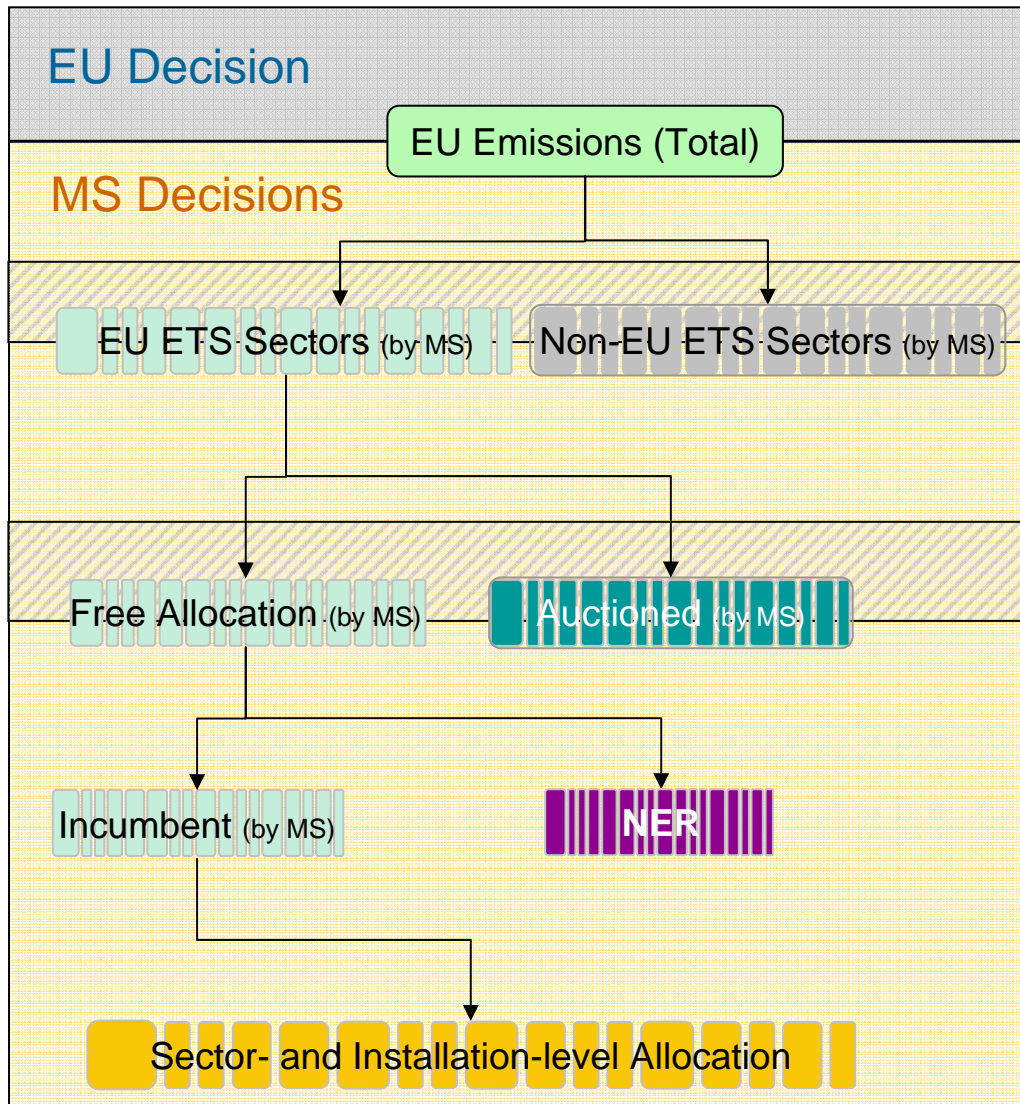 EU Decision
EU Emissions (Total)
MS Decisions
EU ETS Sectors (by MS)
Non-EU ETS Sectors (by MS)
Free Allocation (by MS)
Auctioned (by MS)
Incumbent (by MS)
NER
Sector- and Installation-level Allocation